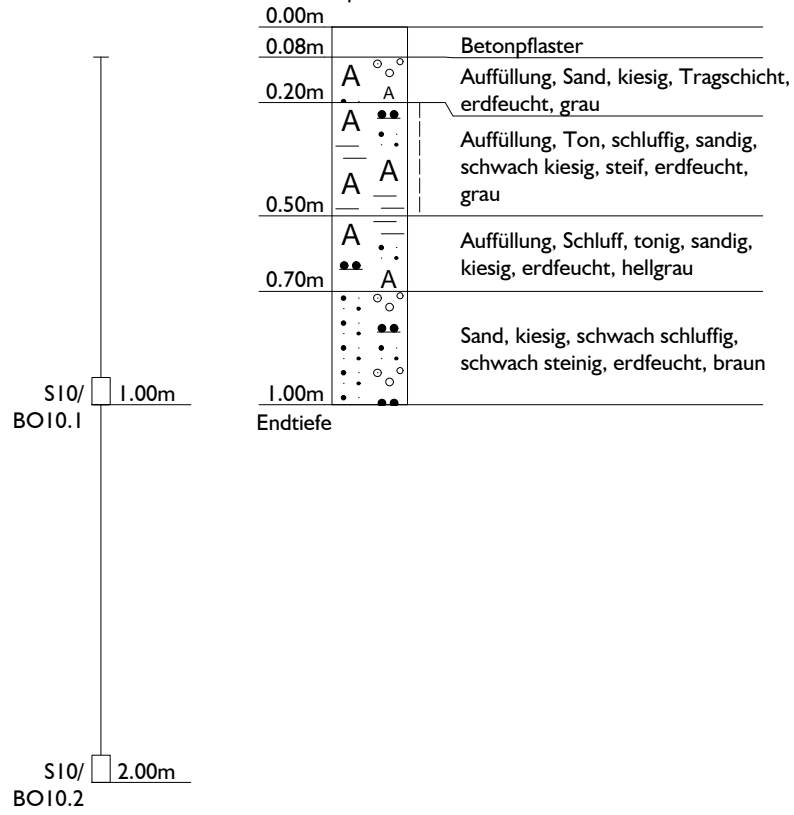 0.00m
0.08m
Betonpflaster
A
Auffüllung, Sand, kiesig, Tragschicht,
0.20m
A
erdfeucht, grau
A
Auffüllung, Ton, schluffig, sandig,
A
schwach kiesig, steif, erdfeucht,
A
grau
0.50m
A
Auffüllung, Schluff, tonig, sandig,
kiesig, erdfeucht, hellgrau
0.70m
A
Sand, kiesig, schwach schluffig,
schwach steinig, erdfeucht, braun
S10/
1.00m
1.00m
BO10.1
Endtiefe
S10/
2.00m
BO10.2